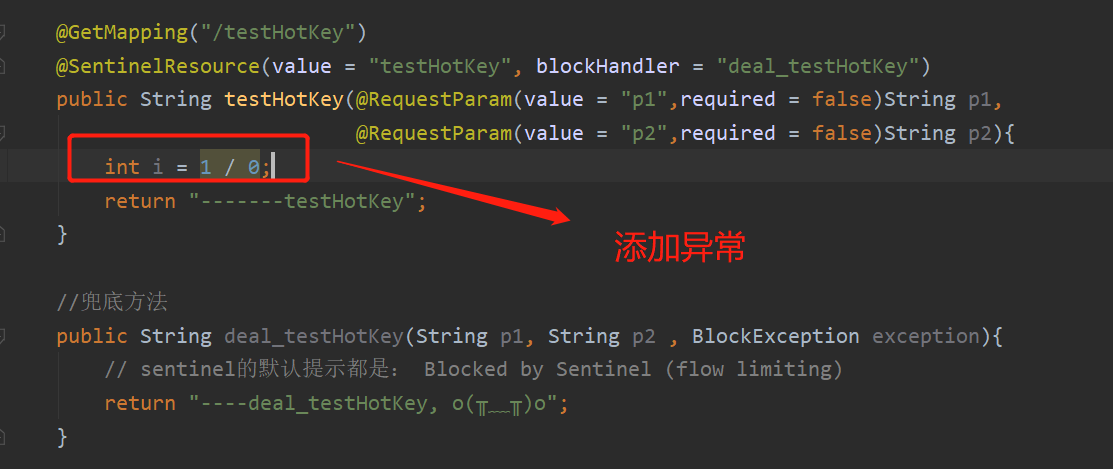 @GetMapping("/testHotKey")
@SentinelResource(value = "testHotKey", blockHandler = "deal_testHotKey")
public String testHotKey(@RequestParam(value = "p1",required = false)String p1,
@RequestParam(value = "p2",required = false)String p2){
int i = 1 / 0;
return "-------testHotKey";
}
添加异常
//兜底方法
public String deal_testHotKey(String p1, String p2 , BlockException exception){
// sentinel的默认提示都是: Blocked by Sentinel (flow limiting)
return "----deal_testHotKey, o(╥﹏╥)o";
}